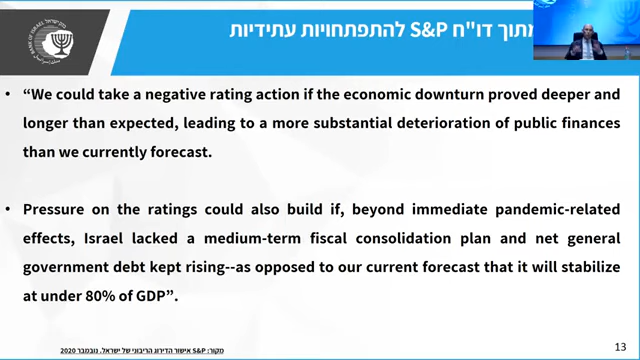 מתוך דו"ח S&P להתפתחויות עתידיות
• “We could take a negative rating action if the economic downturn proved deeper and
longer than expected, leading to a more substantial deterioration of public finances
than we currently forecast.
• Pressure on the ratings could also build if, beyond immediate pandemic-related
effects, Israel lacked a medium-term fiscal consolidation plan and net general
government debt kept rising--as opposed to our current forecast that it will stabilize
at under 80% of GDP”.
מקור: S&P אישור הדירוג הריבוני של ישראל. נובמבר 2020
13